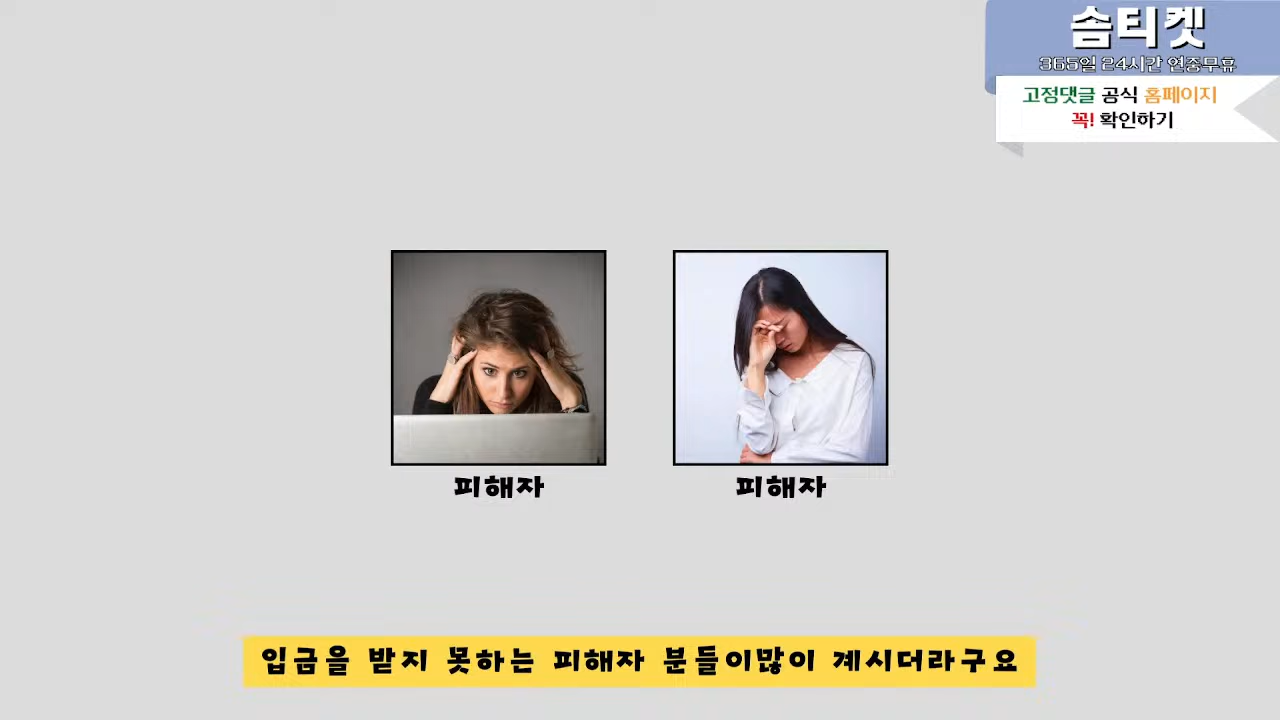 솜티켓
365일 24시간 연중무휴
고정댓글 공식 홈페이지
꼭! 확인하기
피해자
피해자
입금을 받지 못하는 피해자 분들이많이 계시더라구요